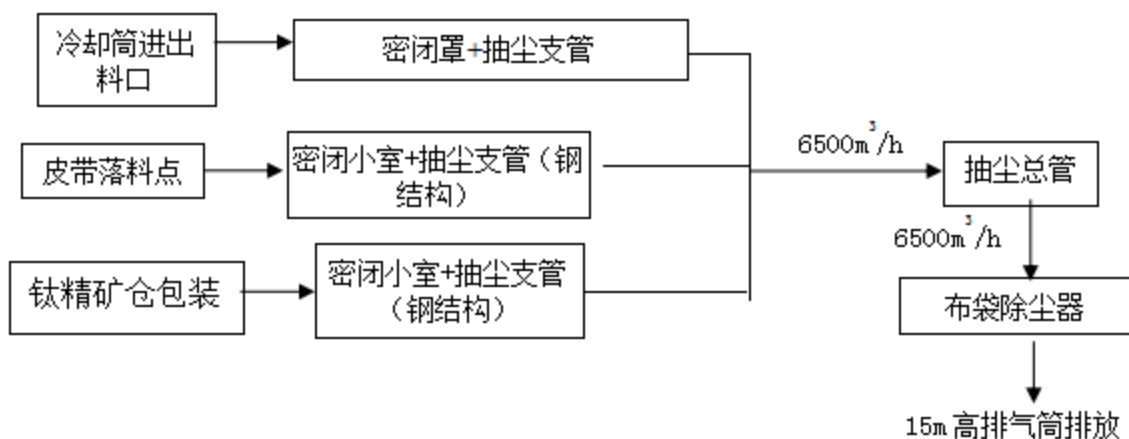 冷却筒进出
料口
密闭罩+抽尘支管
皮带落料点
密闭小室+抽尘支管（钢
结构）
钛精矿仓包装
密闭小室+抽尘支管
（钢结构）
6500m³/h
抽尘总管
6500m³/h
布袋除尘器
15m 高排气筒排放